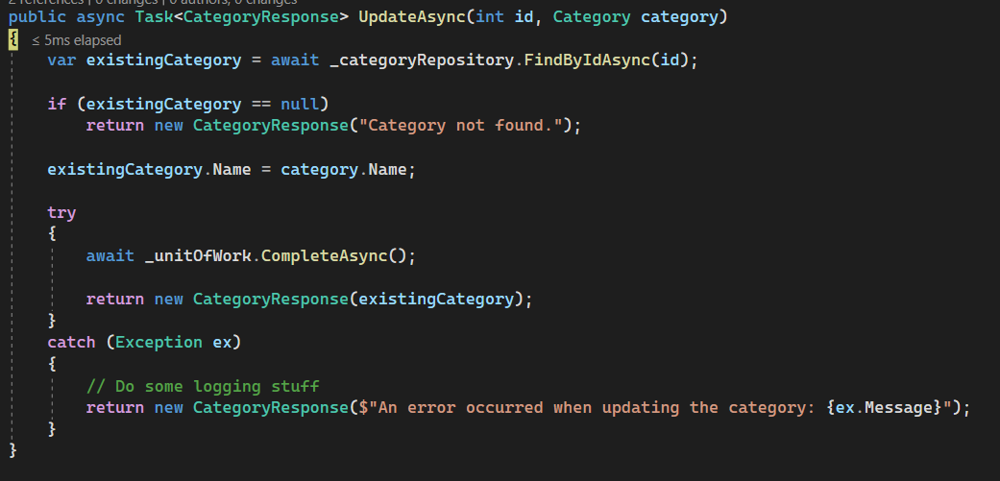 2 references | 0 changes | 0 authors, 0 changes
public async Task<CategoryResponse> UpdateAsync(int id, Category category)
{ ≤ 5ms elapsed
var existingCategory = await _categoryRepository.FindByIdAsync(id);
if (existingCategory == null)
return new CategoryResponse("Category not found.");
existingCategory.Name = category.Name;
try
{
await _unitOfWork.CompleteAsync();
return new CategoryResponse(existingCategory);
}
catch (Exception ex)
{
// Do some logging stuff
return new CategoryResponse($"An error occurred when updating the category: {ex.Message}");
}
}